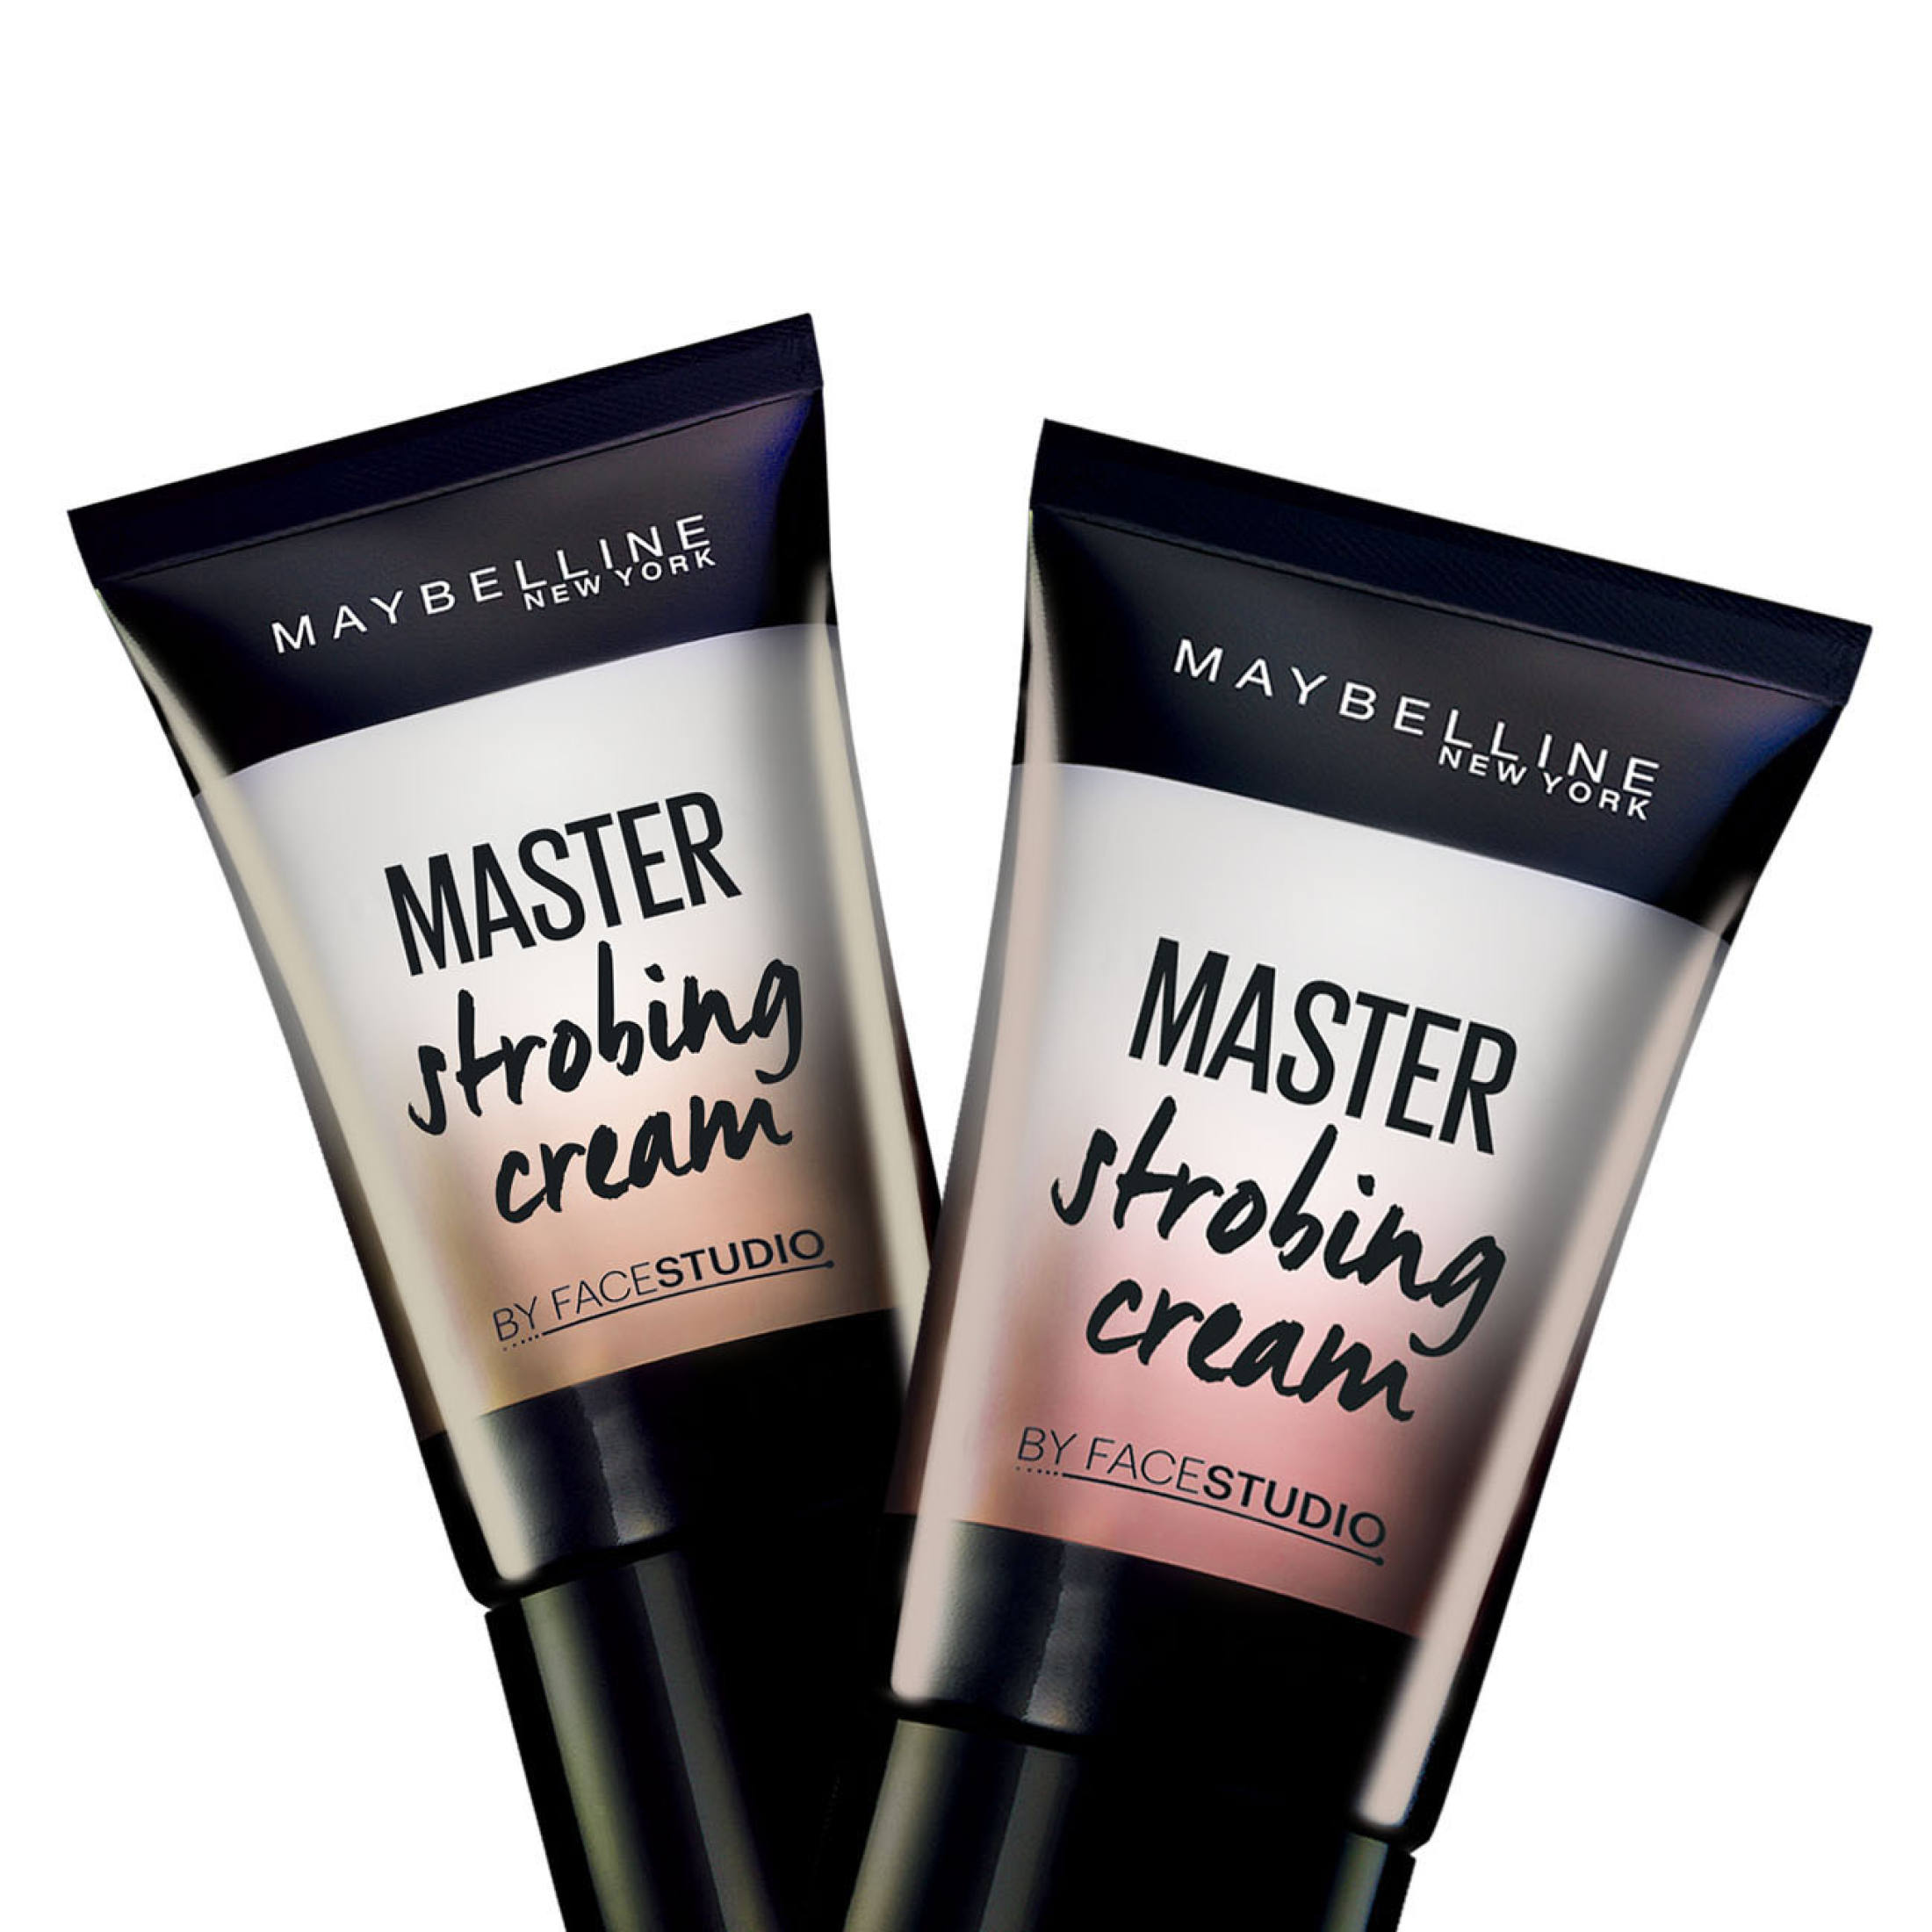 MAYBELLINE
NEW YORK
MASTER
strobing
cream
BY FACESTUDIO
MAYBELLINE
NEW YORK
MASTER
strobing
cream
BY FACESTUDIO